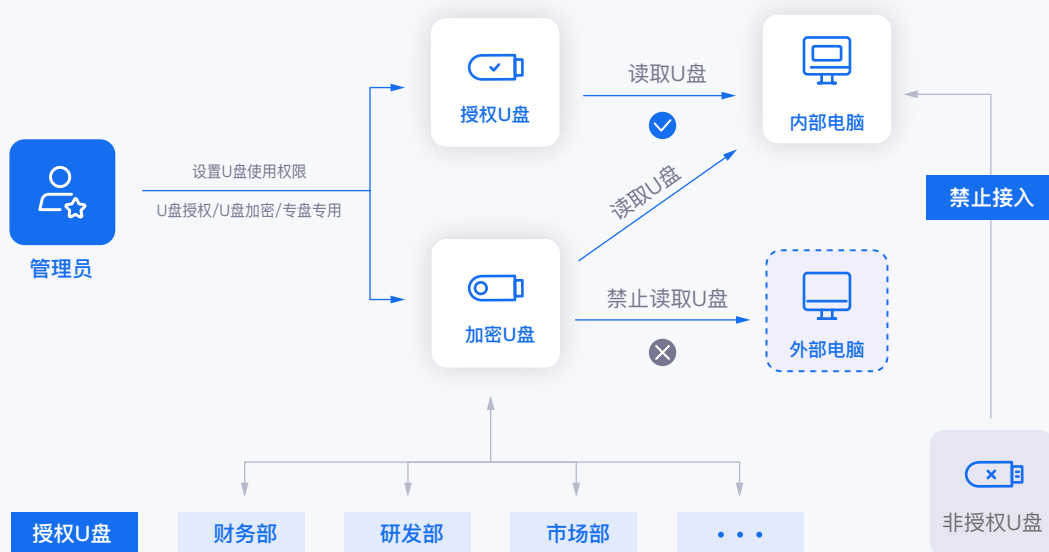 授权U盘
读取U盘
内部电脑
设置U盘使用权限
U盘授权/U盘加密/专盘专用
管理员
读取U盘
禁止接入
加密U盘
禁止读取U盘
外部电脑
授权U盘
财务部
研发部
市场部
• • •
非授权U盘